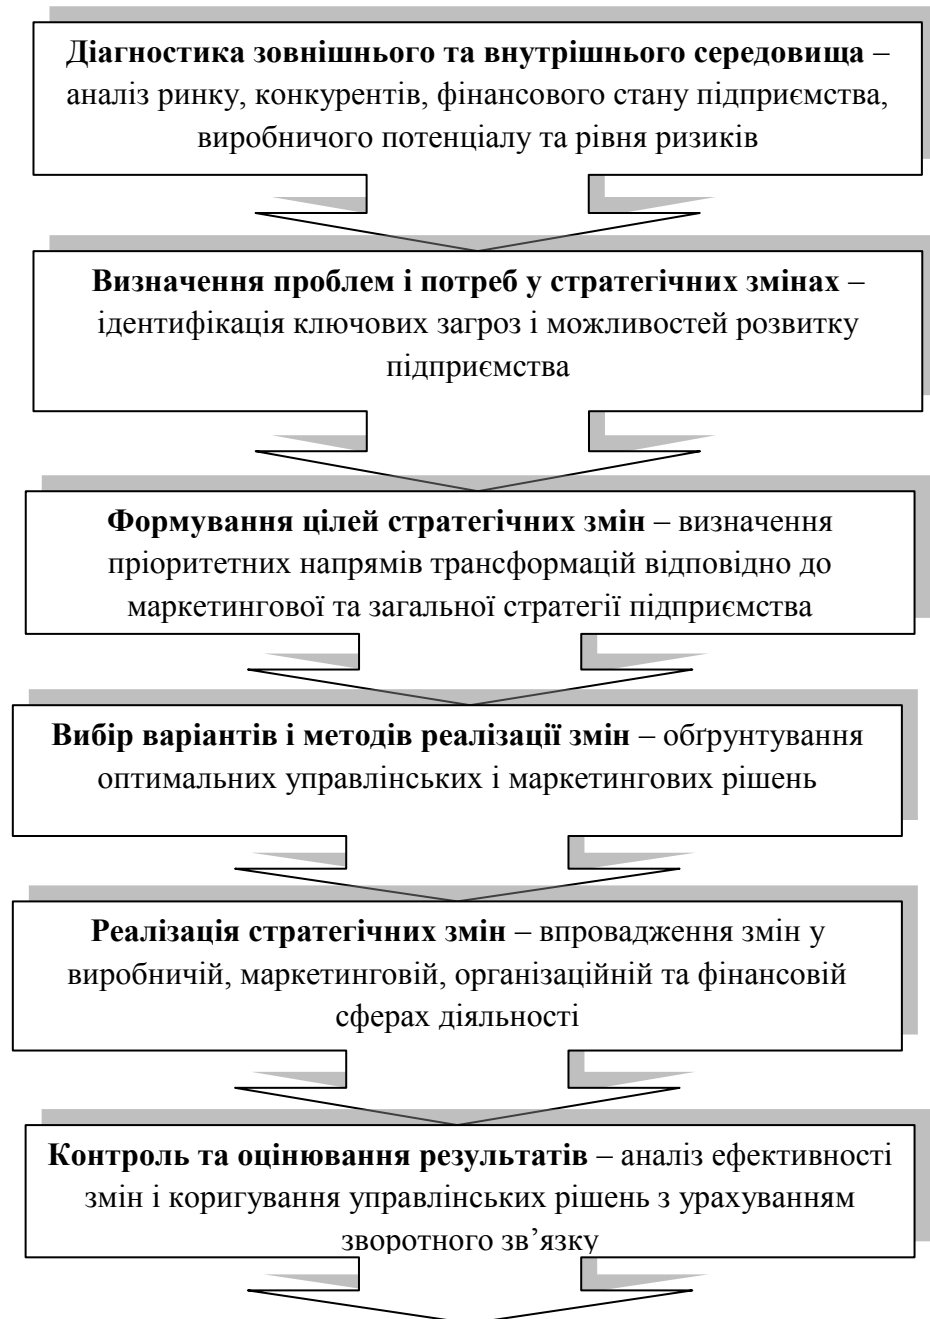 Діагностика зовнішнього та внутрішнього середовища –
аналіз ринку, конкурентів, фінансового стану підприємства,
виробничого потенціалу та рівня ризиків
Визначення проблем і потреб у стратегічних змінах –
ідентифікація ключових загроз і можливостей розвитку
підприємства
Формування цілей стратегічних змін – визначення
пріоритетних напрямів трансформацій відповідно до
маркетингової та загальної стратегії підприємства
Вибір варіантів і методів реалізації змін – обґрунтування
оптимальних управлінських і маркетингових рішень
Реалізація стратегічних змін – впровадження змін у
виробничій, маркетинговій, організаційній та фінансовій
сферах діяльності
Контроль та оцінювання результатів – аналіз ефективності
змін і коригування управлінських рішень з урахуванням
зворотного зв’язку